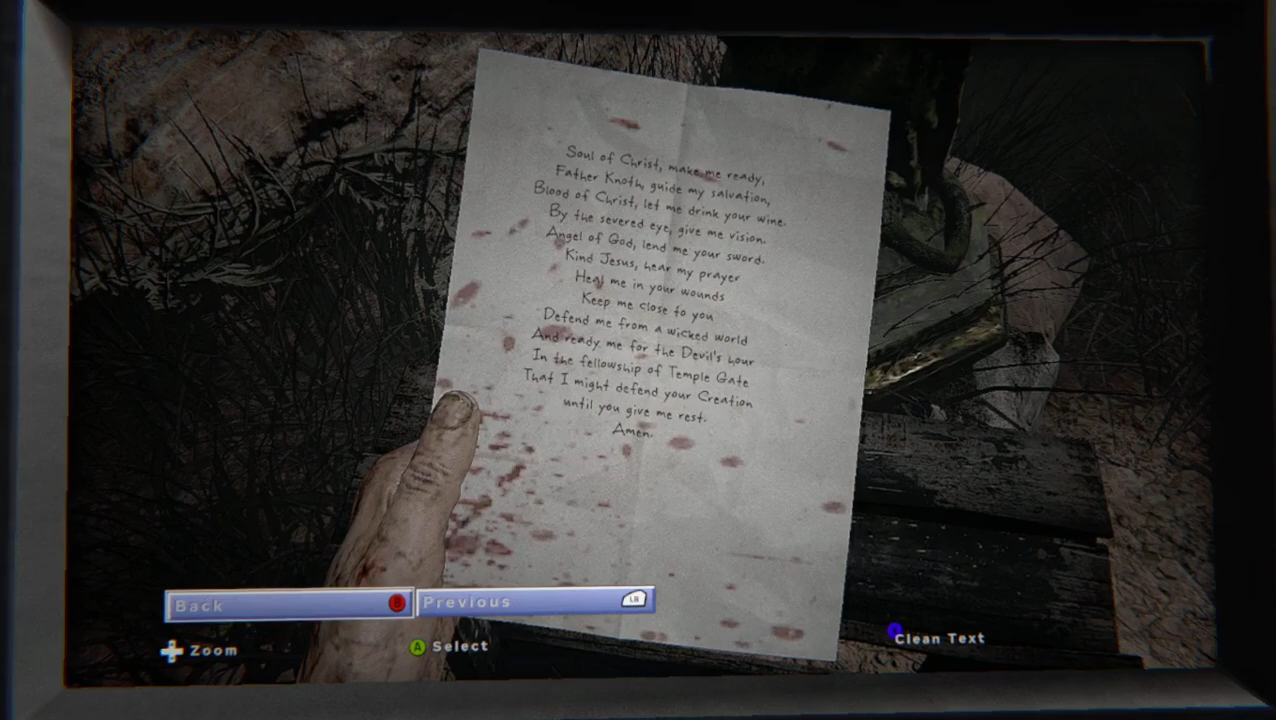 Soul of Christ, make me ready,
Father Knoth, guide my salvation,
Blood of Christ, let me drink your wine.
By the severed eye, give me vision.
Angel of God, lend me your sword.
Kind Jesus, hear my prayer
Heal me in your wounds
Keep me close to you
Defend me from a wicked world
And ready me for the Devil's hour
In the fellowship of Temple Gate
That I might defend your Creation
until you give me rest.
Amen.
Back B
Previous LB
Zoom
A Select
Clean Text